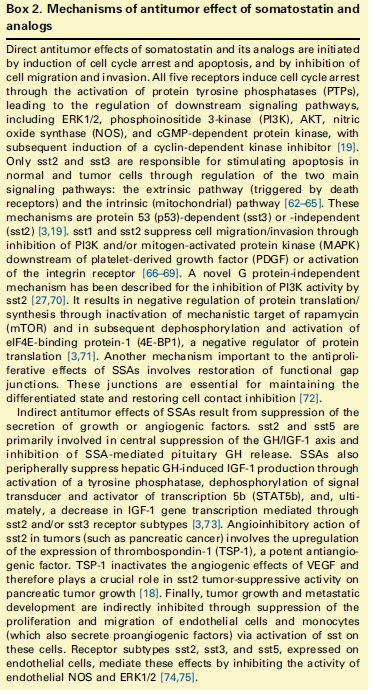 Box 2. Mechanisms of antitumor effect of somatostatin and
analogs
Direct antitumor effects of somatostatin and its analogs are initiated
by induction of cell cycle arrest and apoptosis, and by inhibition of
cell migration and invasion. All five receptors induce cell cycle arrest
through the activation of protein tyrosine phosphatases (PTPs),
leading to the regulation of downstream signaling pathways,
including ERK1/2, phosphoinositide 3-kinase (PI3K), AKT, nitric
oxide synthase (NOS), and cGMP-dependent protein kinase, with
subsequent induction of a cyclin-dependent kinase inhibitor [19].
Only sst2 and sst3 are responsible for stimulating apoptosis in
normal and tumor cells through regulation of the two main
signaling pathways: the extrinsic pathway (triggered by death
receptors) and the intrinsic (mitochondrial) pathway [62–65]. These
mechanisms are protein 53 (p53)-dependent (sst3) or -independent
(sst2) [3,19]. sst1 and sst2 suppress cell migration/invasion through
inhibition of PI3K and/or mitogen-activated protein kinase (MAPK)
downstream of platelet-derived growth factor (PDGF) or activation
of the integrin receptor [66–69]. A novel G protein-independent
mechanism has been described for the inhibition of PI3K activity by
sst2 [27,70]. It results in negative regulation of protein translation/
synthesis through inactivation of mechanistic target of rapamycin
(mTOR) and in subsequent dephosphorylation and activation of
eIF4E-binding protein-1 (4E-BP1), a negative regulator of protein
translation [3,71]. Another mechanism important to the antiprolif-
erative effects of SSAs involves restoration of functional gap
junctions. These junctions are essential for maintaining the
differentiated state and restoring cell contact inhibition [72].
Indirect antitumor effects of SSAs result from suppression of the
secretion of growth or angiogenic factors. sst2 and sst5 are
primarily involved in central suppression of the GH/IGF-1 axis and
inhibition of SSA-mediated pituitary GH release. SSAs also
peripherally suppress hepatic GH-induced IGF-1 production through
activation of a tyrosine phosphatase, dephosphorylation of signal
transducer and activator of transcription 5b (STAT5b), and, ulti-
mately, a decrease in IGF-1 gene transcription mediated through
sst2 and/or sst3 receptor subtypes [3,73]. Angioinhibitory action of
sst2 in tumors (such as pancreatic cancer) involves the upregulation
of the expression of thrombospondin-1 (TSP-1), a potent antiangio-
genic factor. TSP-1 inactivates the angiogenic effects of VEGF and
therefore plays a crucial role in sst2 tumor-suppressive activity on
pancreatic tumor growth [18]. Finally, tumor growth and metastatic
development are indirectly inhibited through suppression of the
proliferation and migration of endothelial cells and monocytes
(which also secrete proangiogenic factors) via activation of sst on
these cells. Receptor subtypes sst2, sst3, and sst5, expressed on
endothelial cells, mediate these effects by inhibiting the activity of
endothelial NOS and ERK1/2 [74,75].